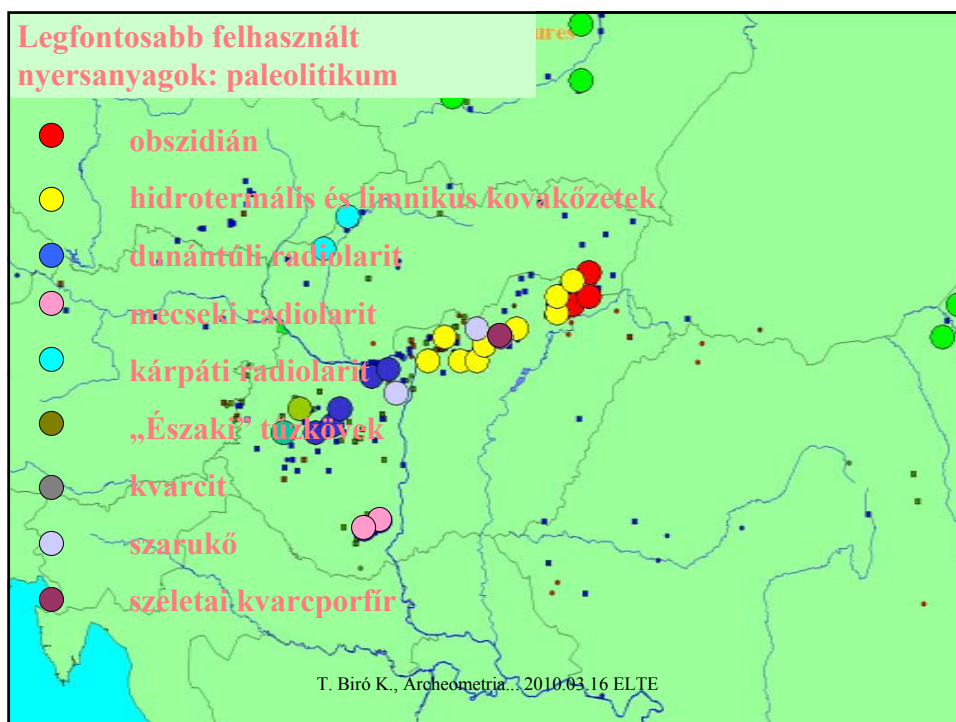 Legfontosabb felhasznált
nyersanyagok: paleolitikum
obszidián
hidrotermális és limnikus kovakőzetek
dunántúli radiolarit
mecseki radiolarit
kárpáti radiolarit
„Északi” tűzkövek
kvarcit
szarukő
szeletai kvarcporfír
T. Biró K., Archeometria... 2010.03.16 ELTE